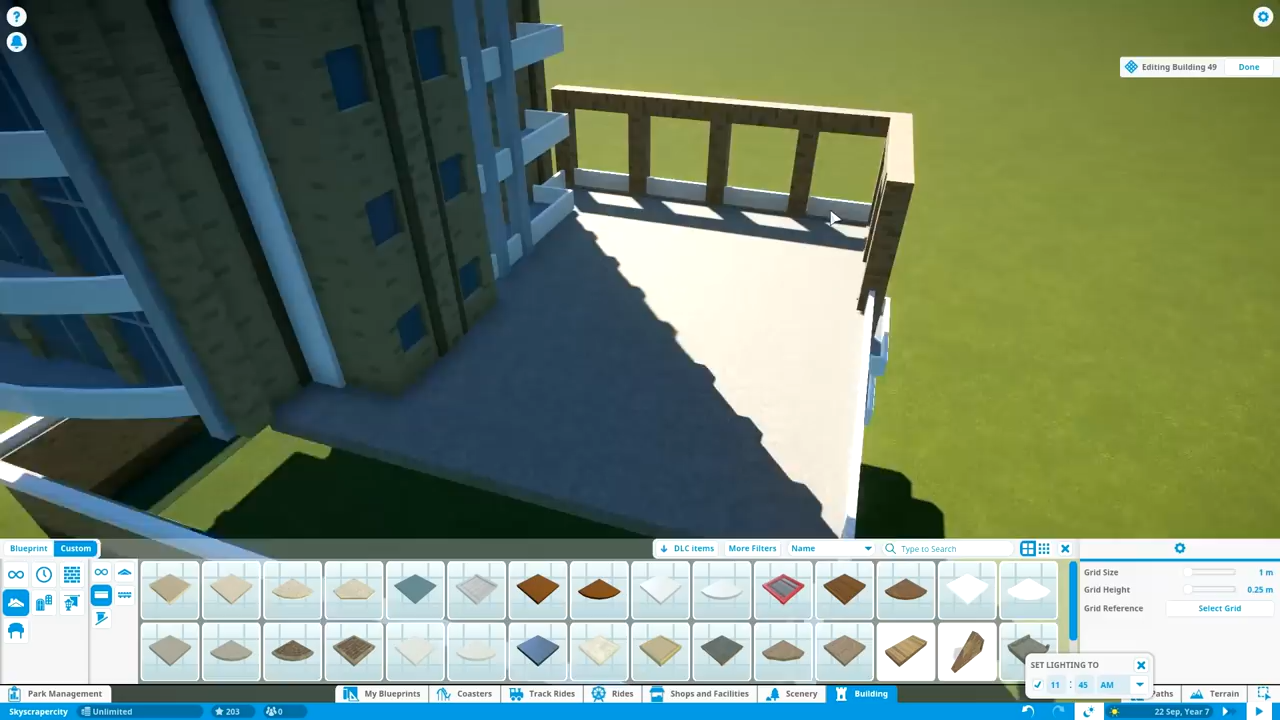 ?
Editing Building 49 Done
Blueprint Custom
DLC items More Filters Name Type to Search
Grid Size 1 m
Grid Height 0.25 m
Grid Reference Select Grid
SET LIGHTING TO
11 : 45 AM
Park Management My Blueprints Coasters Track Rides Rides Shops and Facilities Scenery Building Paths Terrain
Skyscrapercity Unlimited 203 0 22 Sep, Year 7